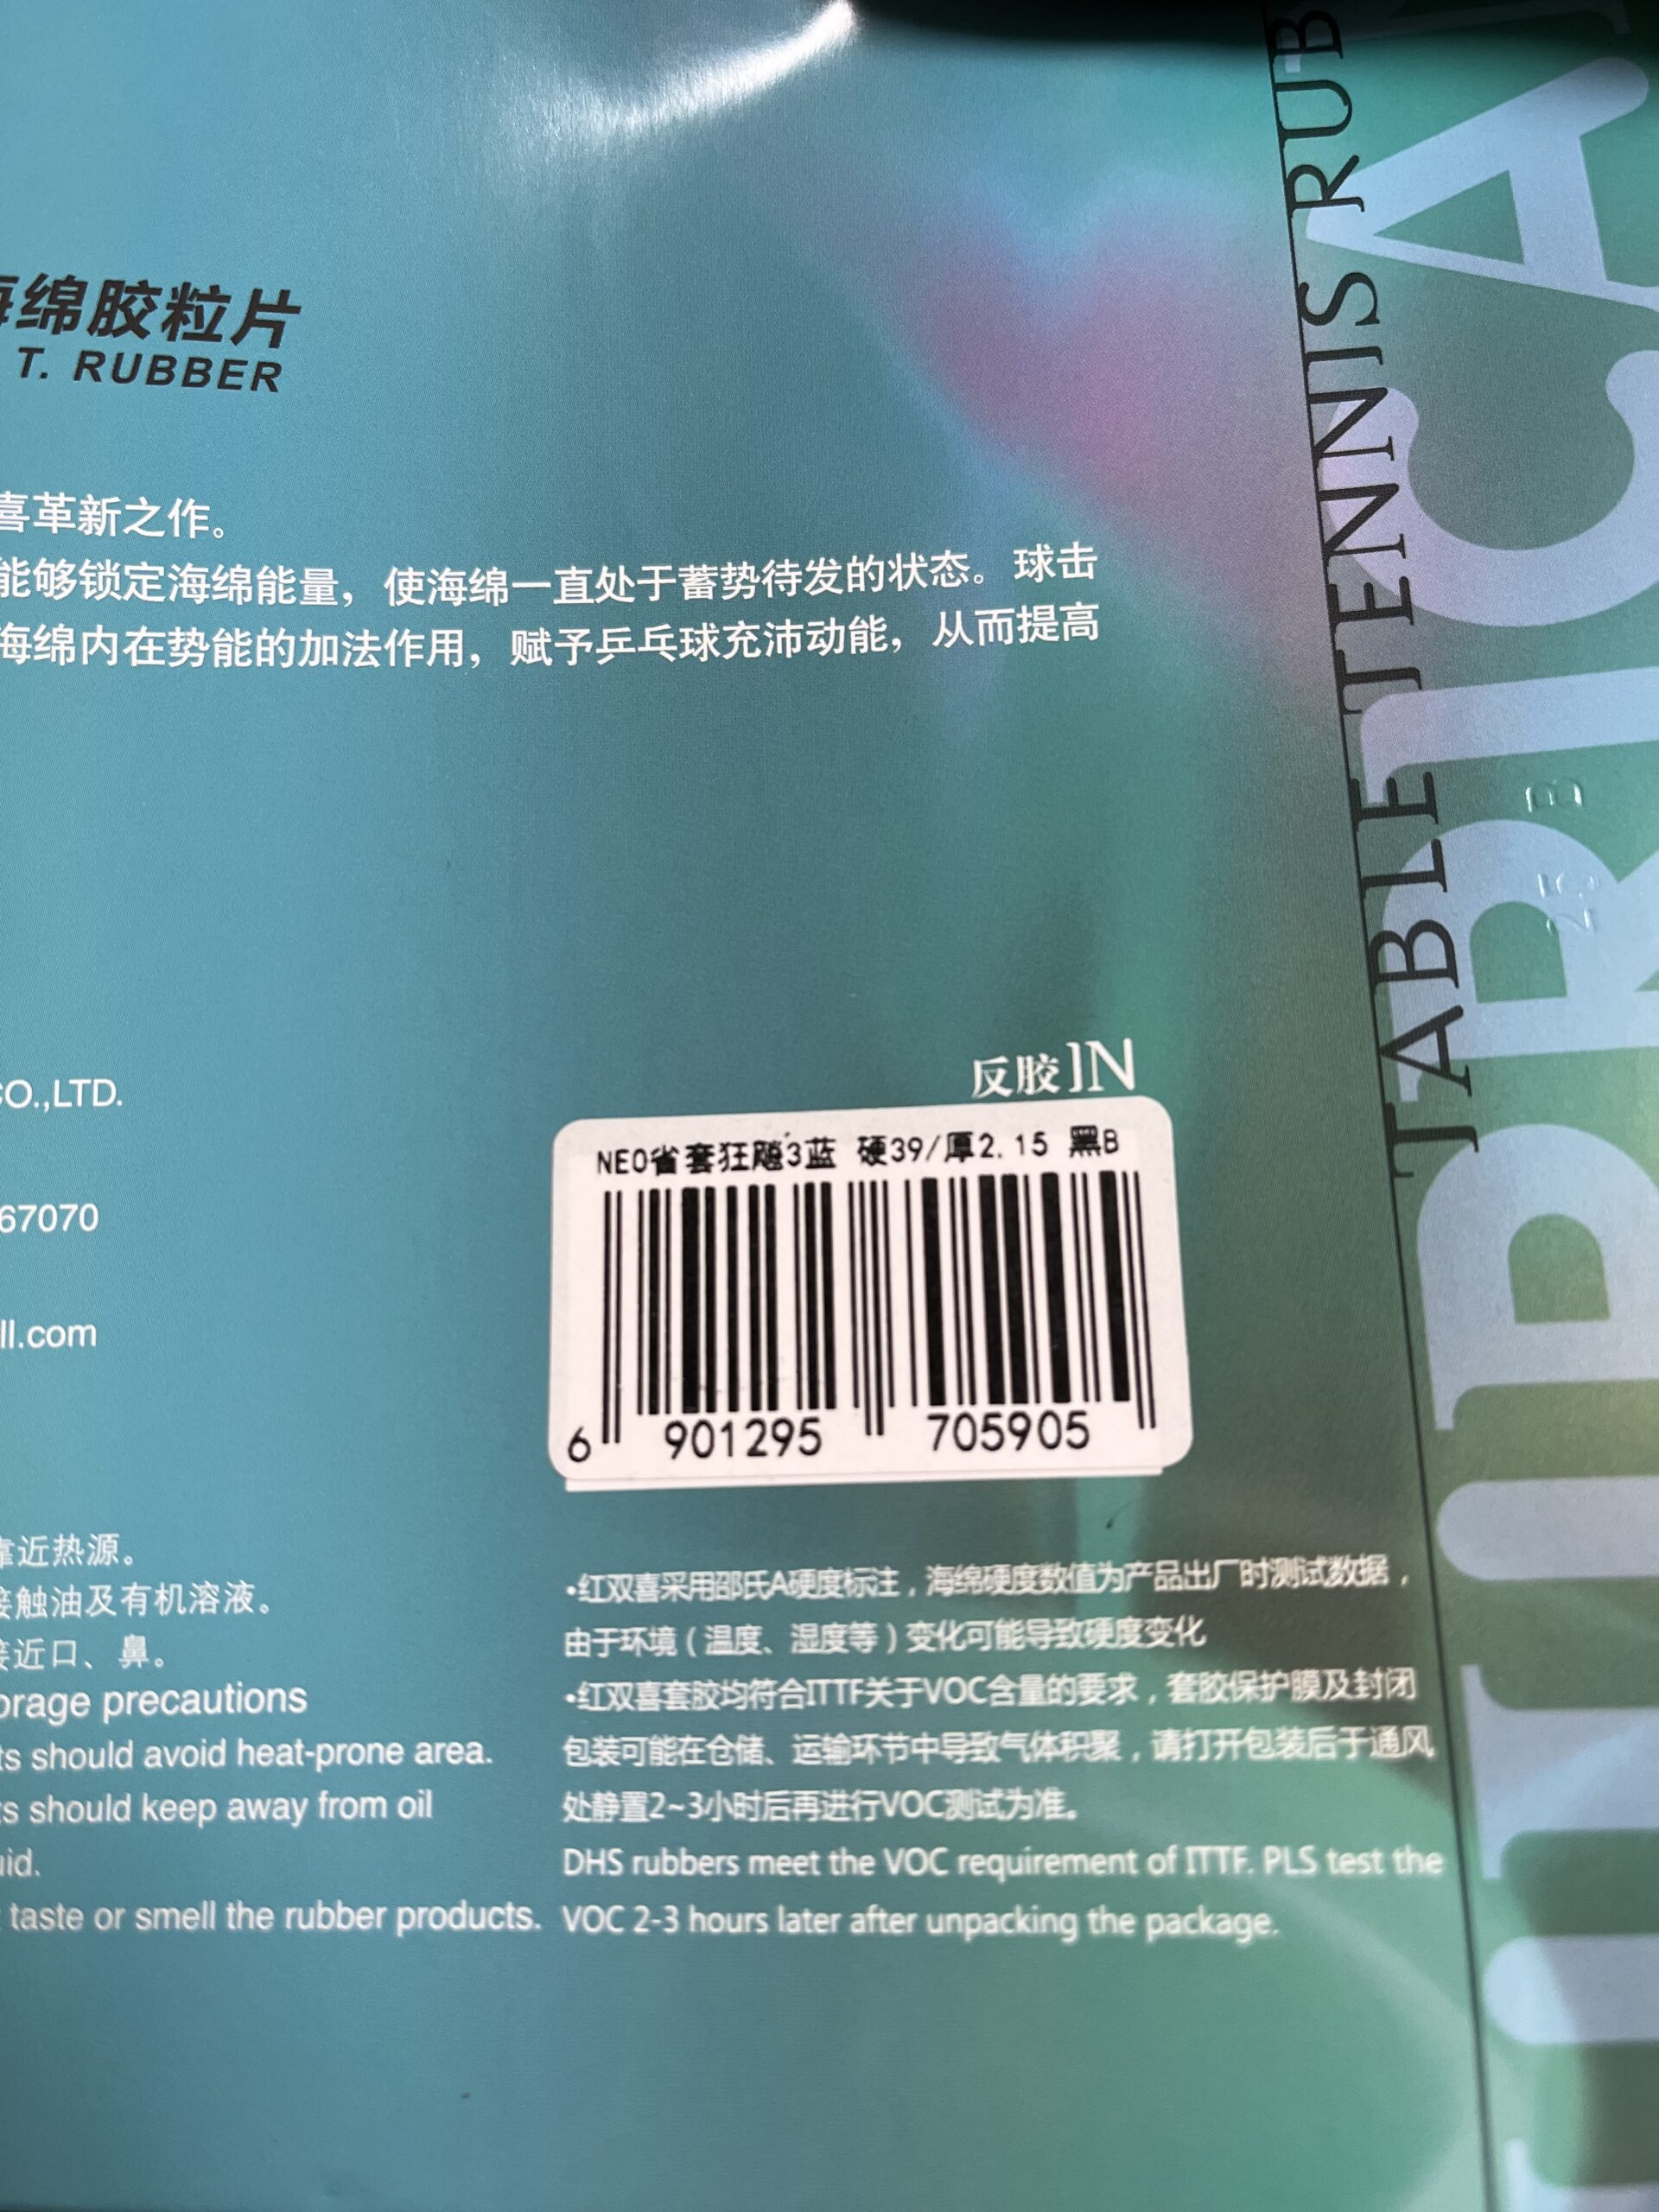 海绵胶粒片
T. RUBBER
喜革新之作。
能够锁定海绵能量，使海绵一直处于蓄势待发的状态。球击
海绵内在势能的加法作用，赋予乒乓球充沛动能，从而提高
CO.,LTD.
67070
ll.com
反胶IN
NEO省套狂飚3蓝 硬39/厚2.15 黑B
6 901295 705905
靠近热源。
接触油及有机溶液。
接近口、鼻。
orage precautions
ts should avoid heat-prone area.
ts should keep away from oil
uid.
taste or smell the rubber products.
•红双喜采用邵氏A硬度标注，海绵硬度数值为产品出厂时测试数据，
由于环境（温度、湿度等）变化可能导致硬度变化
•红双喜套胶均符合ITTF关于VOC含量的要求，套胶保护膜及封闭
包装可能在仓储、运输环节中导致气体积聚，请打开包装后于通风
处静置2~3小时后再进行VOC测试为准。
DHS rubbers meet the VOC requirement of ITTF. PLS test the
VOC 2-3 hours later after unpacking the package.
TABLE TENNIS RUB